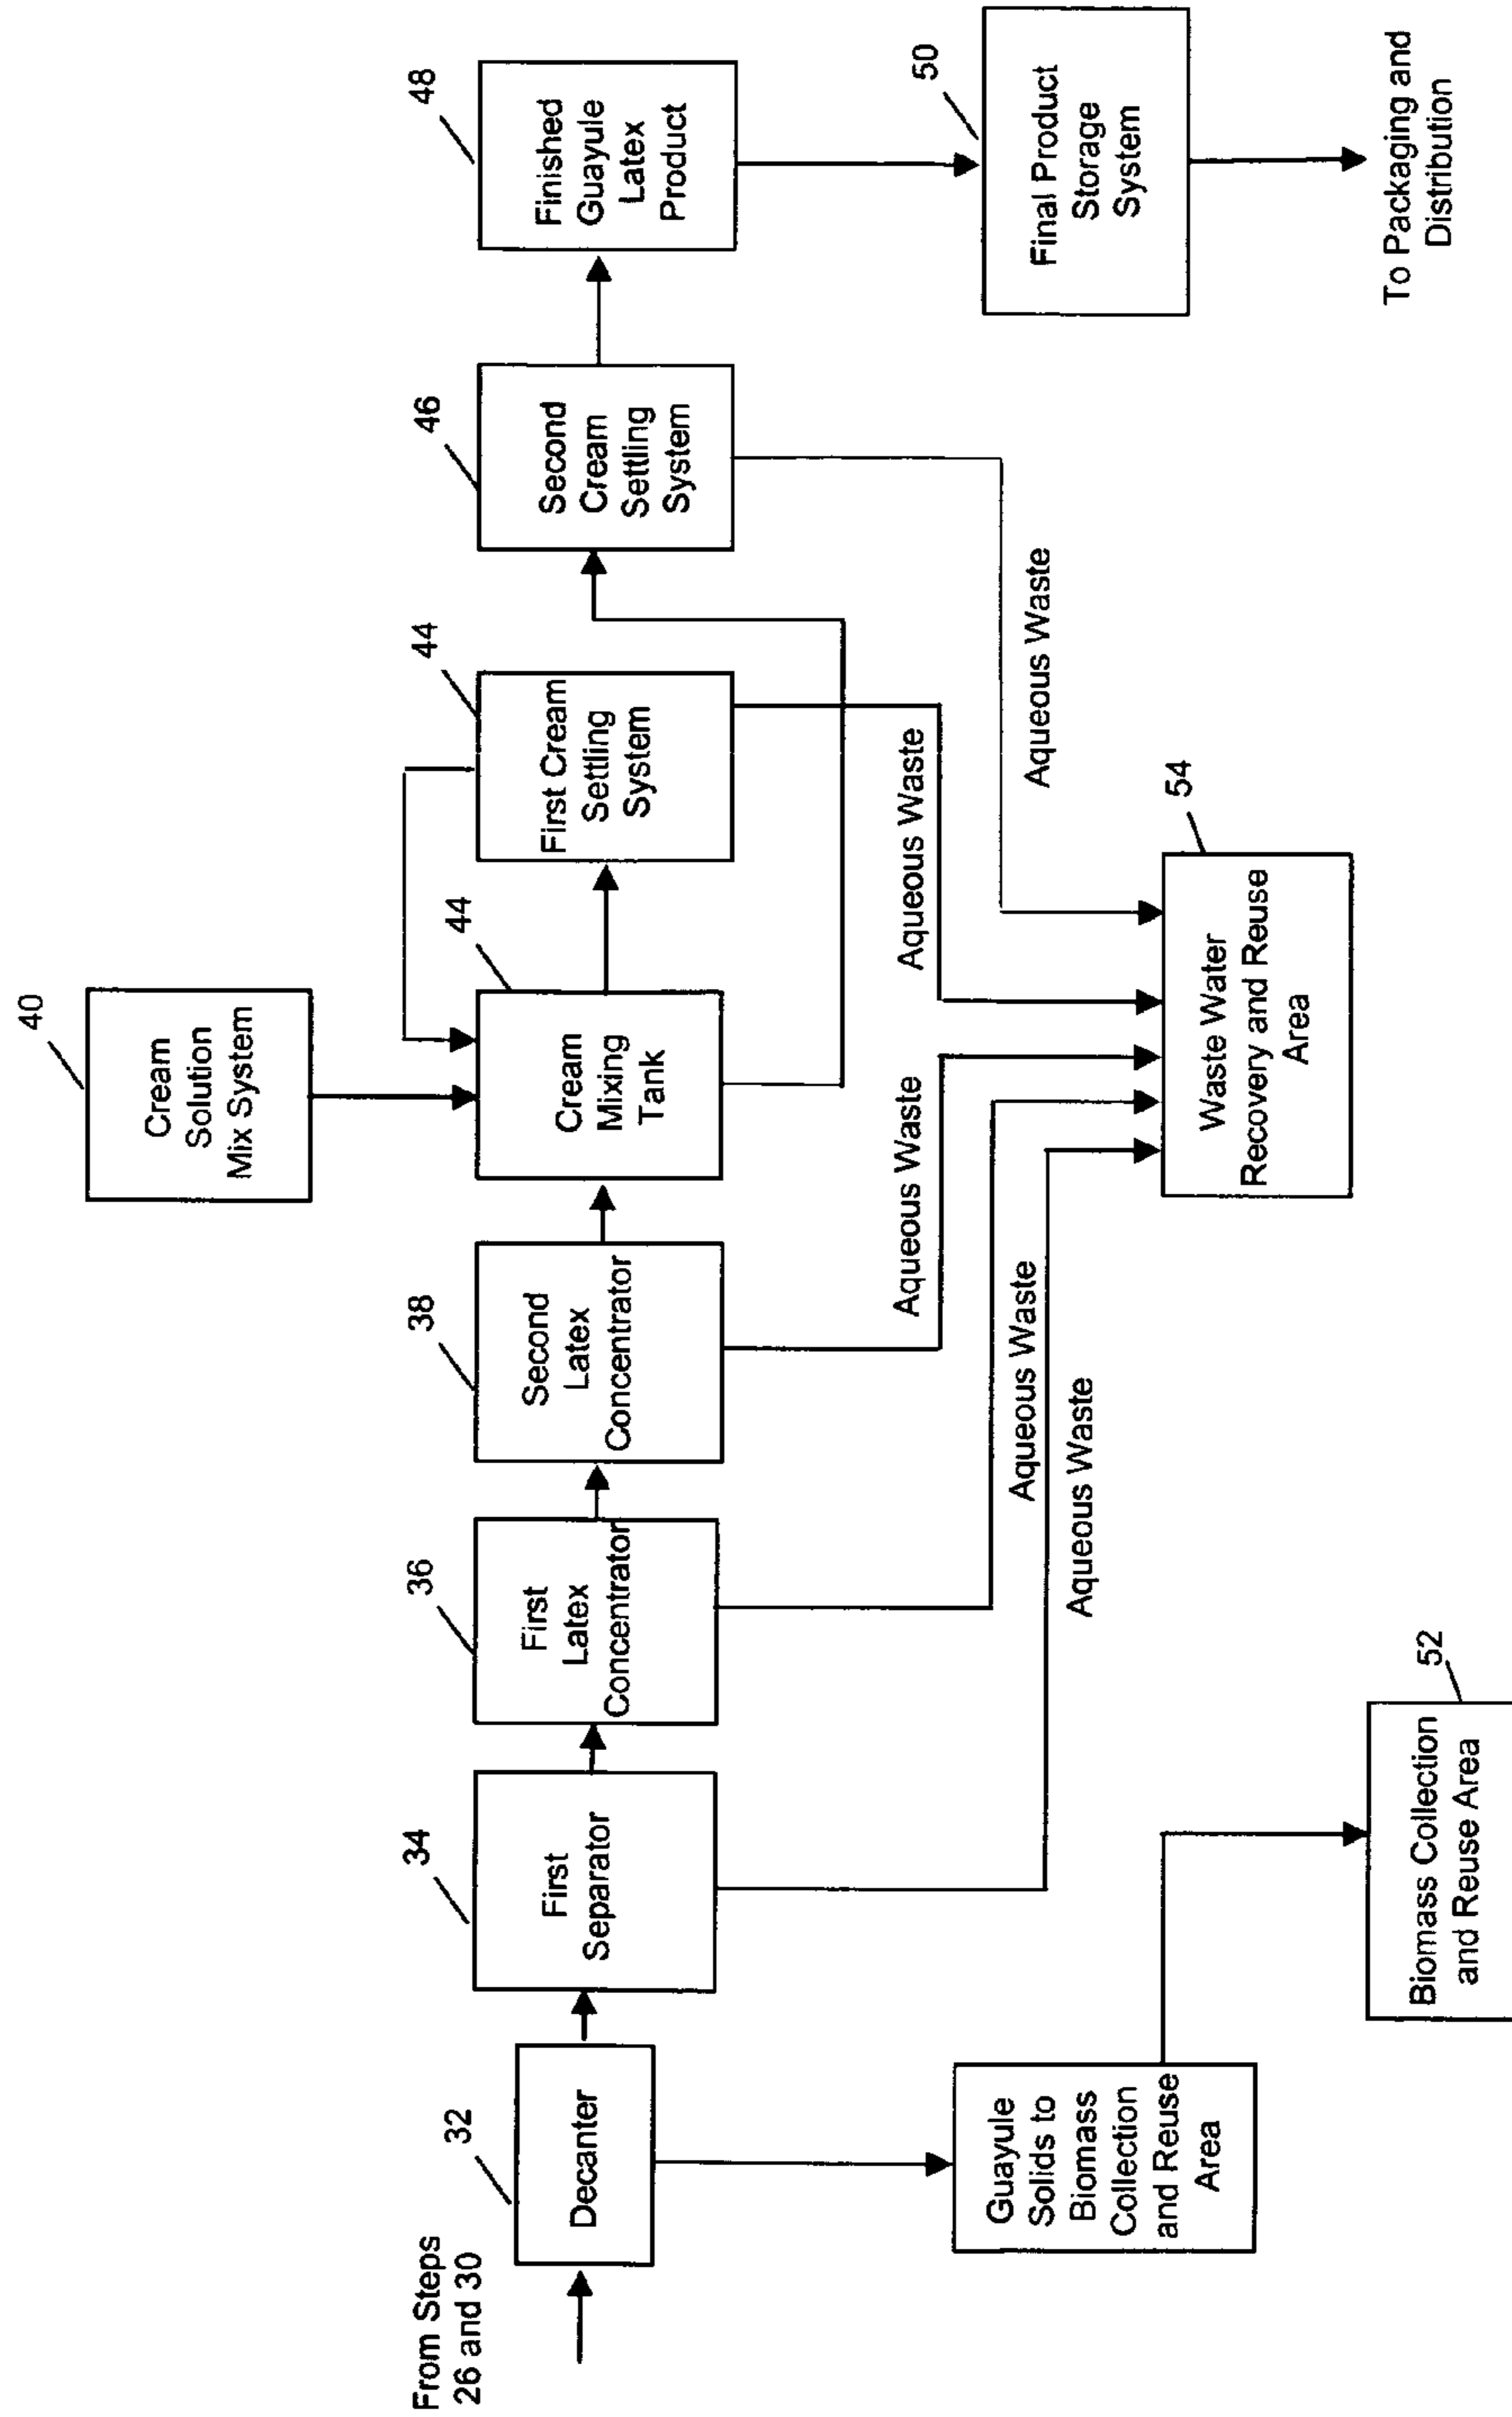 From Steps
26 and 30
32
Decanter
34
First
Separator
36
First
Latex
Concentrator
38
Second
Latex
Concentrator
40
Cream
Solution
Mix System
44
Cream
Mixing
Tank
44
First Cream
Settling
System
46
Second
Cream
Settling
System
48
Finished
Guayule
Latex
Product
50
Final Product
Storage
System
To Packaging and
Distribution
Aqueous Waste
Aqueous Waste
Aqueous Waste
Aqueous Waste
Aqueous Waste
54
Waste Water
Recovery and Reuse
Area
Guayule
Solids to
Biomass
Collection
and Reuse
Area
52
Biomass Collection
and Reuse Area